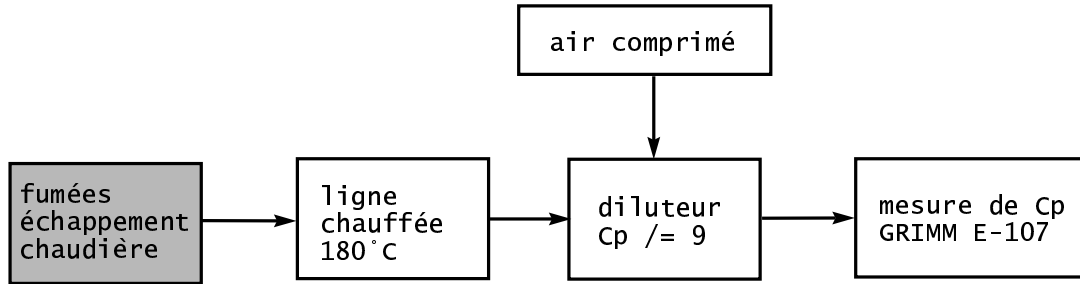 air comprimé
fumées
échappement
chaudière
ligne
chauffée
180°C
diluteur
Cp /= 9
mesure de Cp
GRIMM E-107